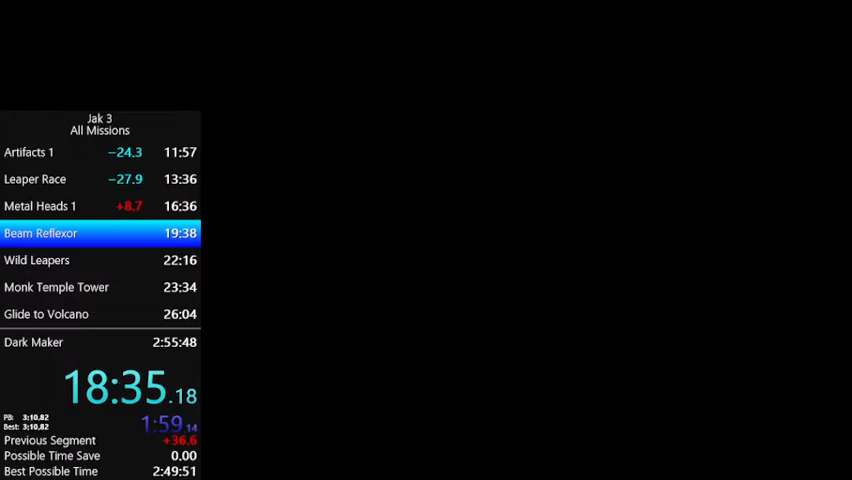 Jak 3
All Missions
Artifacts 1 −24.3 11:57
Leaper Race −27.9 13:36
Metal Heads 1 +8.7 16:36
Beam Reflexor 19:38
Wild Leapers 22:16
Monk Temple Tower 23:34
Glide to Volcano 26:04
Dark Maker 2:55:48
18:35.18
PB: 3:10.82 1:59.14
Best: 3:10.82
Previous Segment +36.6
Possible Time Save 0.00
Best Possible Time 2:49:51